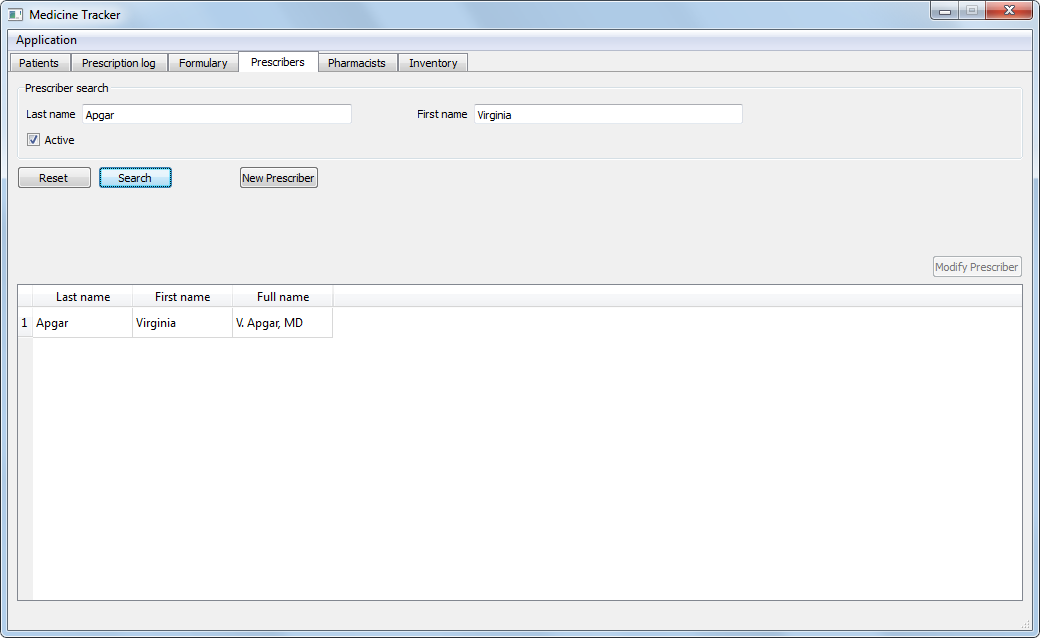 Medicine Tracker
Application
Patients Prescription log Formulary Prescribers Pharmacists Inventory
Prescriber search
Last name Apgar First name Virginia
Active
Reset Search New Prescriber
Modify Prescriber
Last name First name Full name
1 Apgar Virginia V. Apgar, MD